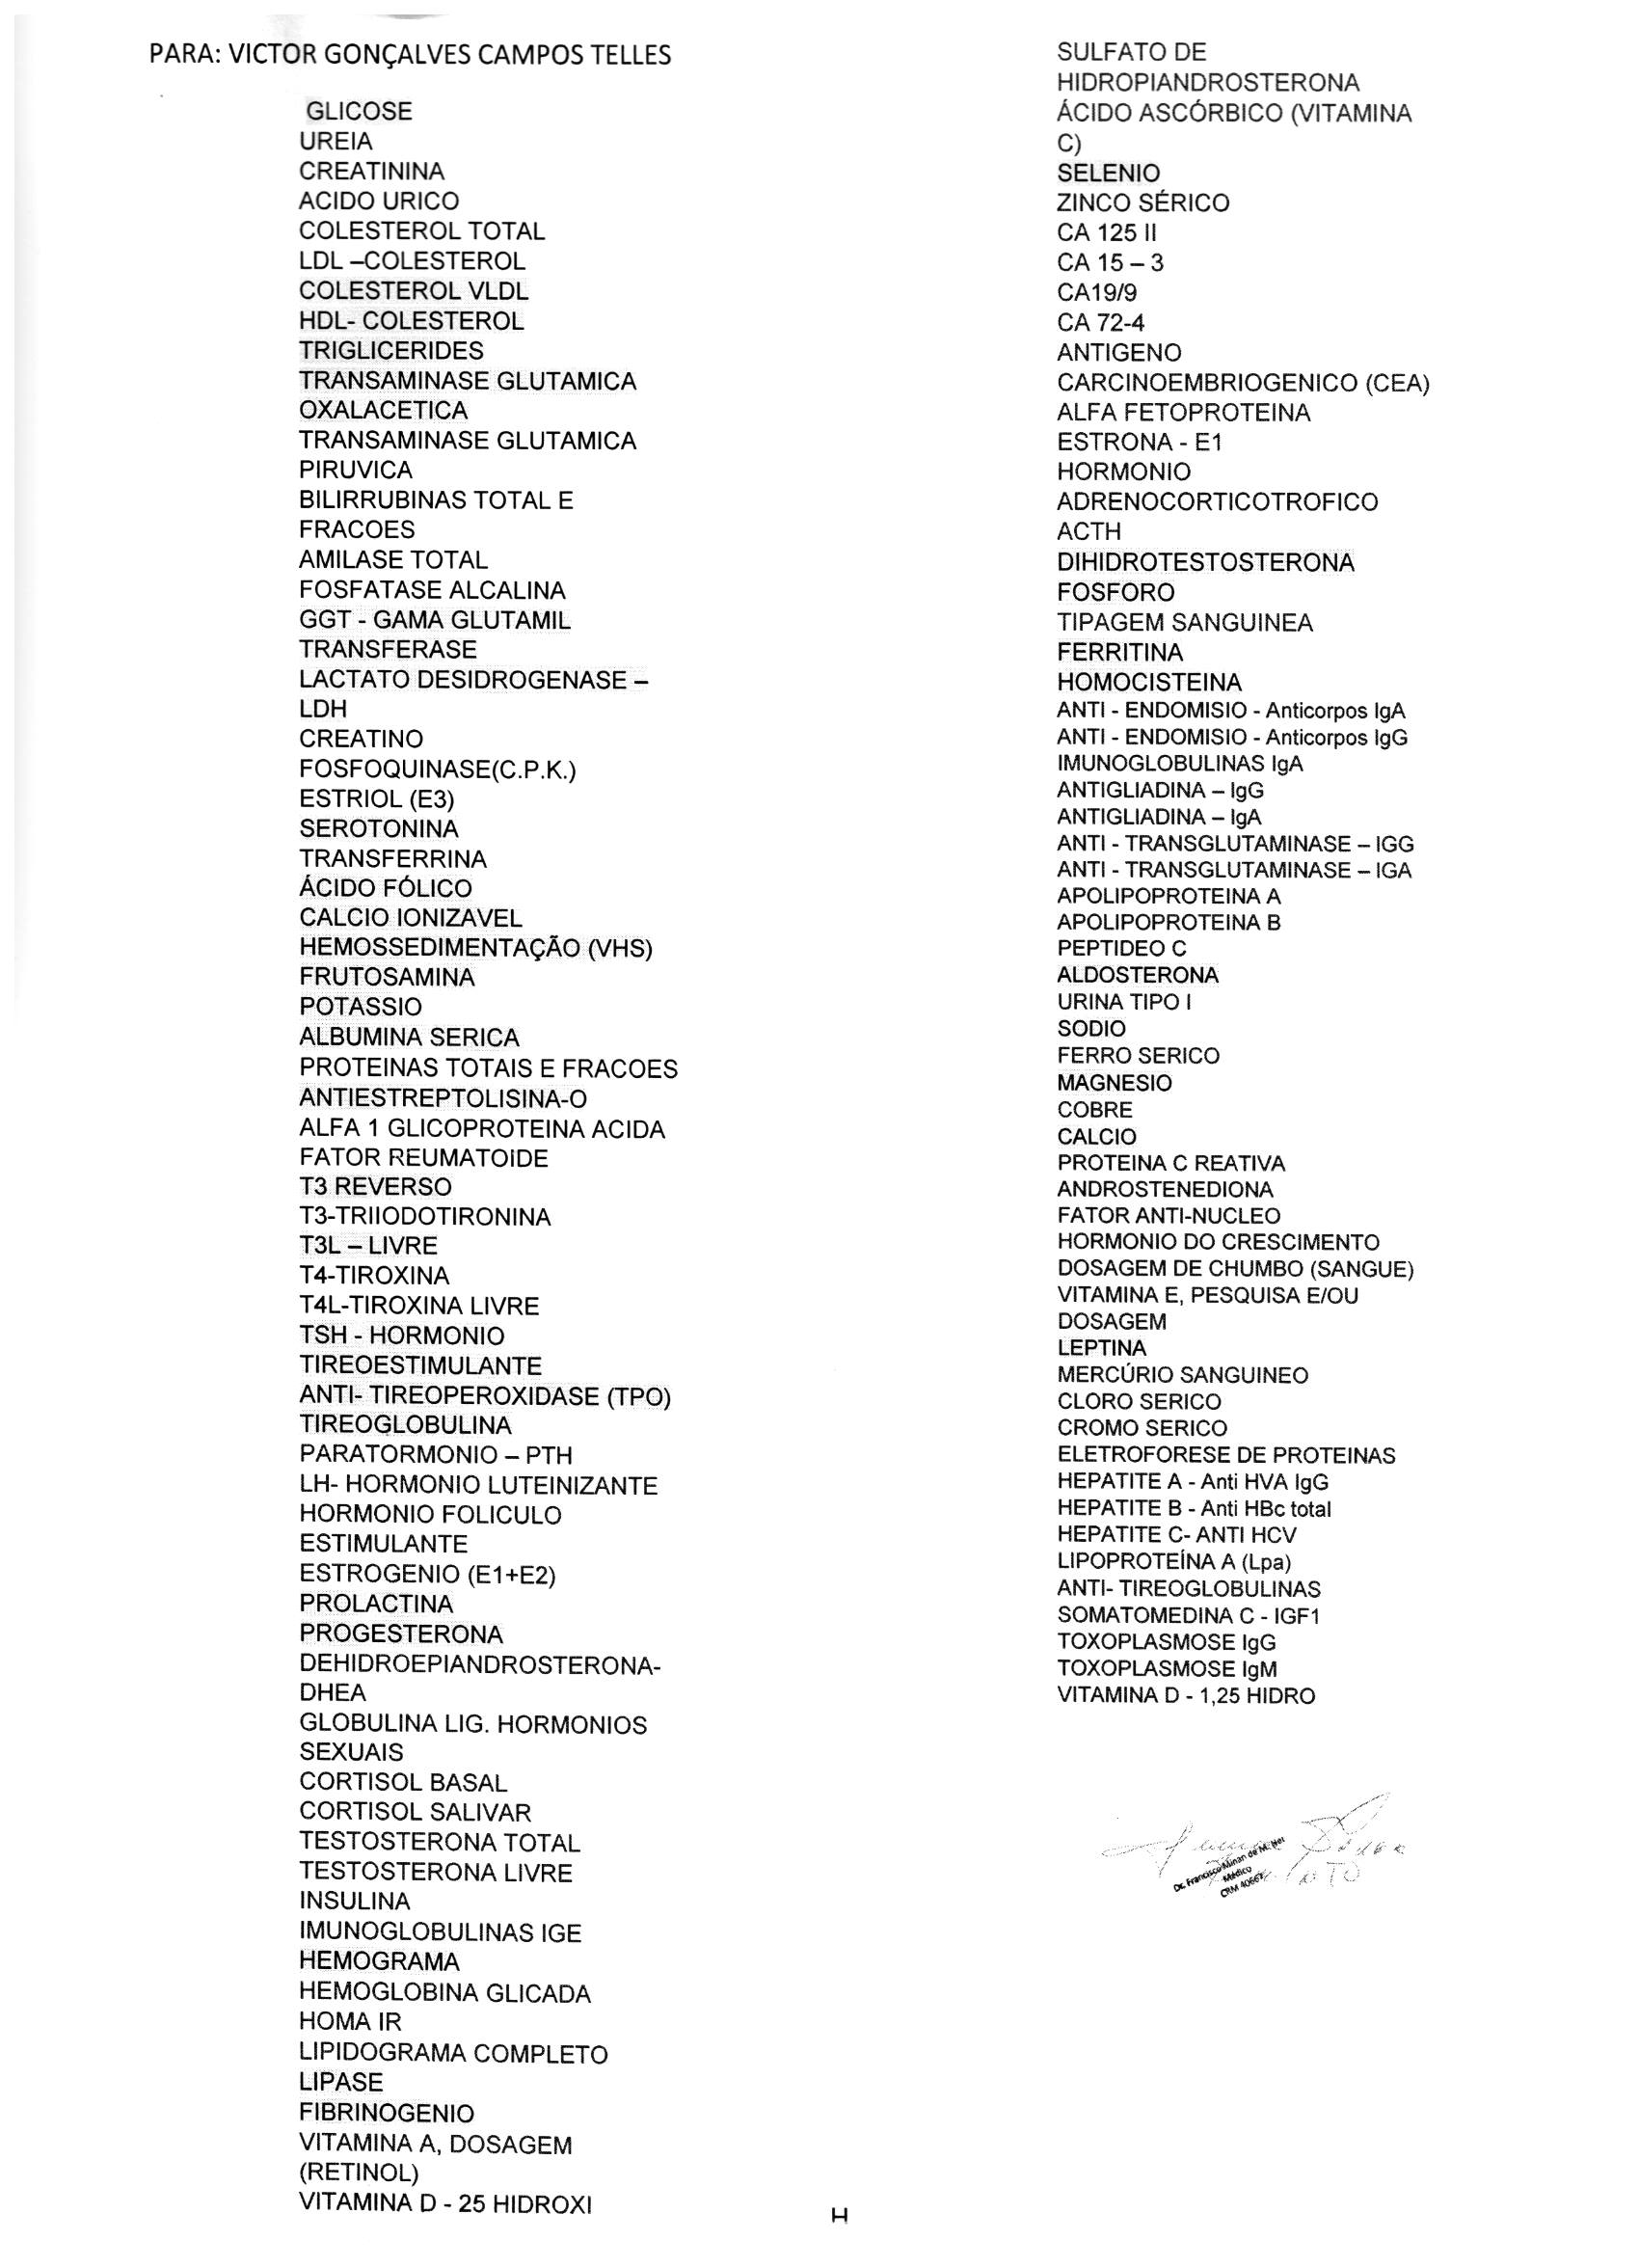 PARA: VICTOR GONÇALVES CAMPOS TELLES
GLICOSE
UREIA
CREATININA
ACIDO URICO
COLESTEROL TOTAL
LDL –COLESTEROL
COLESTEROL VLDL
HDL- COLESTEROL
TRIGLICERIDES
TRANSAMINASE GLUTAMICA
OXALACETICA
TRANSAMINASE GLUTAMICA
PIRUVICA
BILIRRUBINAS TOTAL E
FRACOES
AMILASE TOTAL
FOSFATASE ALCALINA
GGT - GAMA GLUTAMIL
TRANSFERASE
LACTATO DESIDROGENASE –
LDH
CREATINO
FOSFOQUINASE(C.P.K.)
ESTRIOL (E3)
SEROTONINA
TRANSFERRINA
ÁCIDO FÓLICO
CALCIO IONIZAVEL
HEMOSSEDIMENTAÇÃO (VHS)
FRUTOSAMINA
POTASSIO
ALBUMINA SERICA
PROTEINAS TOTAIS E FRACOES
ANTIESTREPTOLISINA-O
ALFA 1 GLICOPROTEINA ACIDA
FATOR REUMATOIDE
T3 REVERSO
T3-TRIIODOTIRONINA
T3L – LIVRE
T4-TIROXINA
T4L-TIROXINA LIVRE
TSH - HORMONIO
TIREOESTIMULANTE
ANTI- TIREOPEROXIDASE (TPO)
TIREOGLOBULINA
PARATORMONIO – PTH
LH- HORMONIO LUTEINIZANTE
HORMONIO FOLICULO
ESTIMULANTE
ESTROGENIO (E1+E2)
PROLACTINA
PROGESTERONA
DEHIDROEPIANDROSTERONA-
DHEA
GLOBULINA LIG. HORMONIOS
SEXUAIS
CORTISOL BASAL
CORTISOL SALIVAR
TESTOSTERONA TOTAL
TESTOSTERONA LIVRE
INSULINA
IMUNOGLOBULINAS IGE
HEMOGRAMA
HEMOGLOBINA GLICADA
HOMA IR
LIPIDOGRAMA COMPLETO
LIPASE
FIBRINOGENIO
VITAMINA A, DOSAGEM
(RETINOL)
VITAMINA D - 25 HIDROXI
SULFATO DE
HIDROPIANDROSTERONA
ÁCIDO ASCÓRBICO (VITAMINA
C)
SELENIO
ZINCO SÉRICO
CA 125 II
CA 15 – 3
CA19/9
CA 72-4
ANTIGENO
CARCINOEMBRIOGENICO (CEA)
ALFA FETOPROTEINA
ESTRONA - E1
HORMONIO
ADRENOCORTICOTROFICO
ACTH
DIHIDROTESTOSTERONA
FOSFORO
TIPAGEM SANGUINEA
FERRITINA
HOMOCISTEINA
ANTI - ENDOMISIO - Anticorpos IgA
ANTI - ENDOMISIO - Anticorpos IgG
IMUNOGLOBULINAS IgA
ANTIGLIADINA – IgG
ANTIGLIADINA – IgA
ANTI - TRANSGLUTAMINASE – IGG
ANTI - TRANSGLUTAMINASE – IGA
APOLIPOPROTEINA A
APOLIPOPROTEINA B
PEPTIDEO C
ALDOSTERONA
URINA TIPO I
SODIO
FERRO SERICO
MAGNESIO
COBRE
CALCIO
PROTEINA C REATIVA
ANDROSTENEDIONA
FATOR ANTI-NUCLEO
HORMONIO DO CRESCIMENTO
DOSAGEM DE CHUMBO (SANGUE)
VITAMINA E, PESQUISA E/OU
DOSAGEM
LEPTINA
MERCÚRIO SANGUINEO
CLORO SERICO
CROMO SERICO
ELETROFORESE DE PROTEINAS
HEPATITE A - Anti HVA IgG
HEPATITE B - Anti HBc total
HEPATITE C- ANTI HCV
LIPOPROTEÍNA A (Lpa)
ANTI- TIREOGLOBULINAS
SOMATOMEDINA C - IGF1
TOXOPLASMOSE IgG
TOXOPLASMOSE IgM
VITAMINA D - 1,25 HIDRO
Dr. Francisco de M.
Médico
CRM